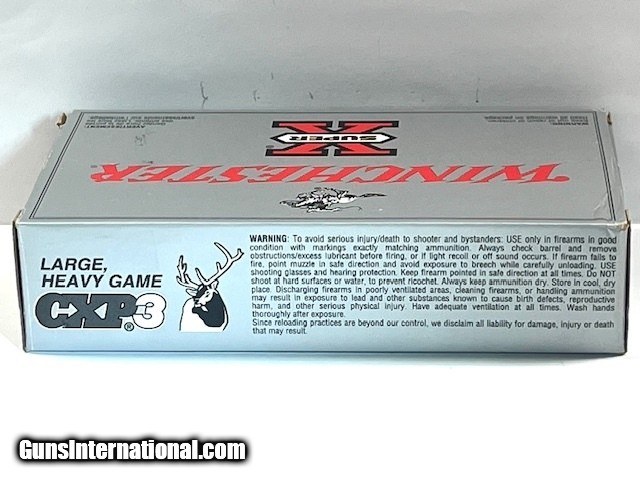 WINCHESTER
SUPER
X
LARGE,
HEAVY GAME
CXP3
®
WARNING: To avoid serious injury/death to shooter and bystanders: USE only in firearms in good
condition with markings exactly matching ammunition. Always check barrel and remove
obstructions/excess lubricant before firing, or if light recoil or off sound occurs. If firearm fails to
fire, point muzzle in safe direction and avoid exposure to breech while carefully unloading. USE
shooting glasses and hearing protection. Keep firearm pointed in safe direction at all times. Do NOT
shoot at hard surfaces or water, to prevent ricochet. Always keep ammunition dry. Store in cool, dry
place. Discharging firearms in poorly ventilated areas, cleaning firearms, or handling ammunition
may result in exposure to lead and other substances known to cause birth defects, reproductive
harm, and other serious physical injury. Have adequate ventilation at all times. Wash hands
thoroughly after exposure.
Since reloading practices are beyond our control, we disclaim all liability for damage, injury or death
that may result.
GunsInternational.com